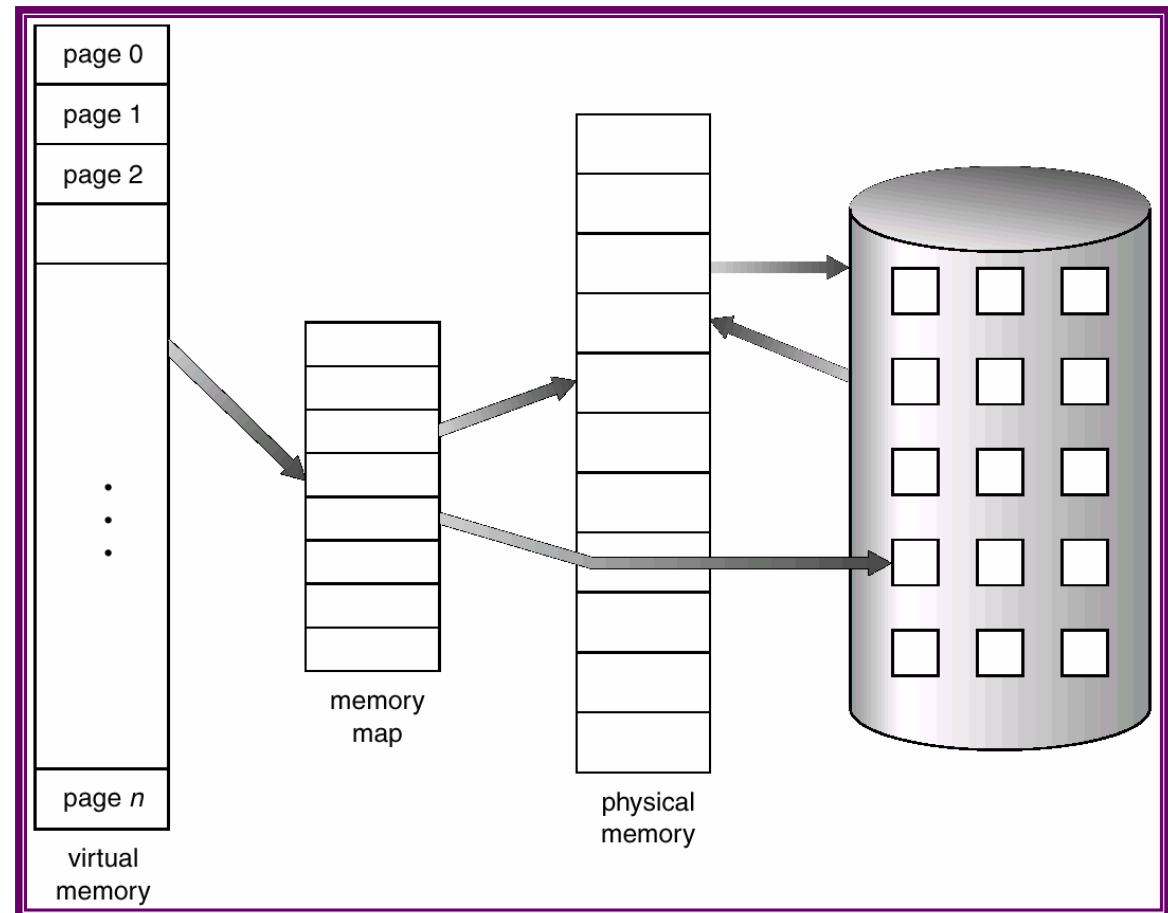 page 0
page 1
page 2
page n
virtual
memory
memory
map
physical
memory